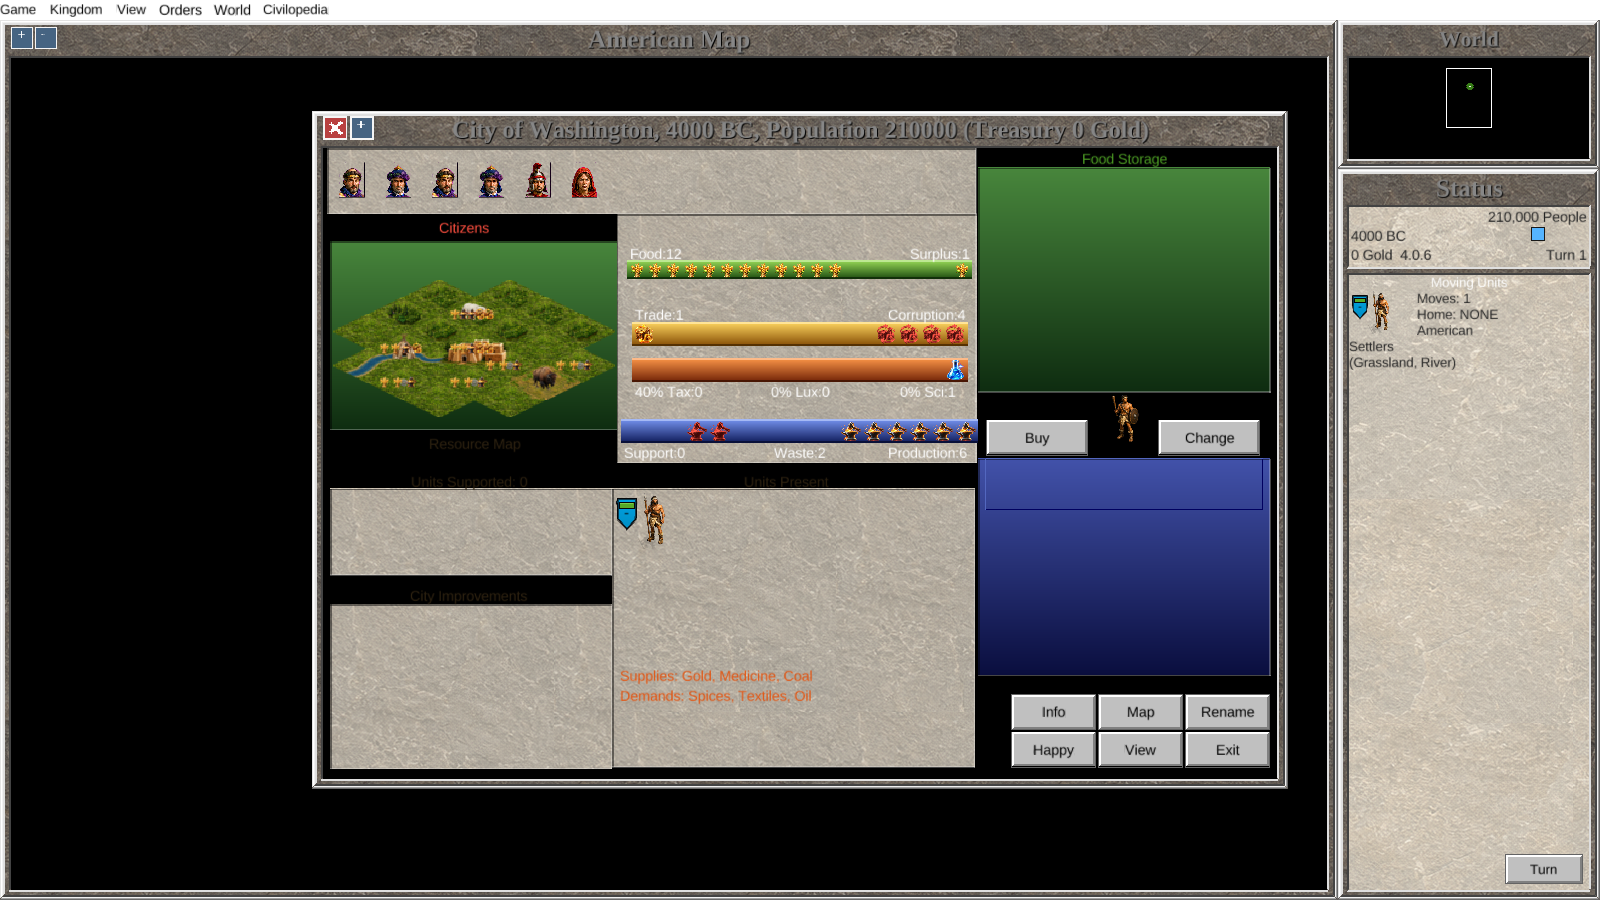 Game Kingdom View Orders World Civilopedia
+ - American Map
World
+ City of Washington, 4000 BC, Population 210000 (Treasury 0 Gold)
Food Storage
Citizens
Food:12 Surplus:1
Trade:1 Corruption:4
40% Tax:0 0% Lux:0 0% Sci:1
Support:0 Waste:2 Production:6
Resource Map
Buy Change
Units Supported: 0
Units Present
City Improvements
Supplies: Gold, Medicine, Coal
Demands: Spices, Textiles, Oil
Info Map Rename
Happy View Exit
Status
210,000 People
4000 BC
0 Gold 4.0.6 Turn 1
Moving Units
Moves: 1
Home: NONE
American
Settlers
(Grassland, River)
Turn